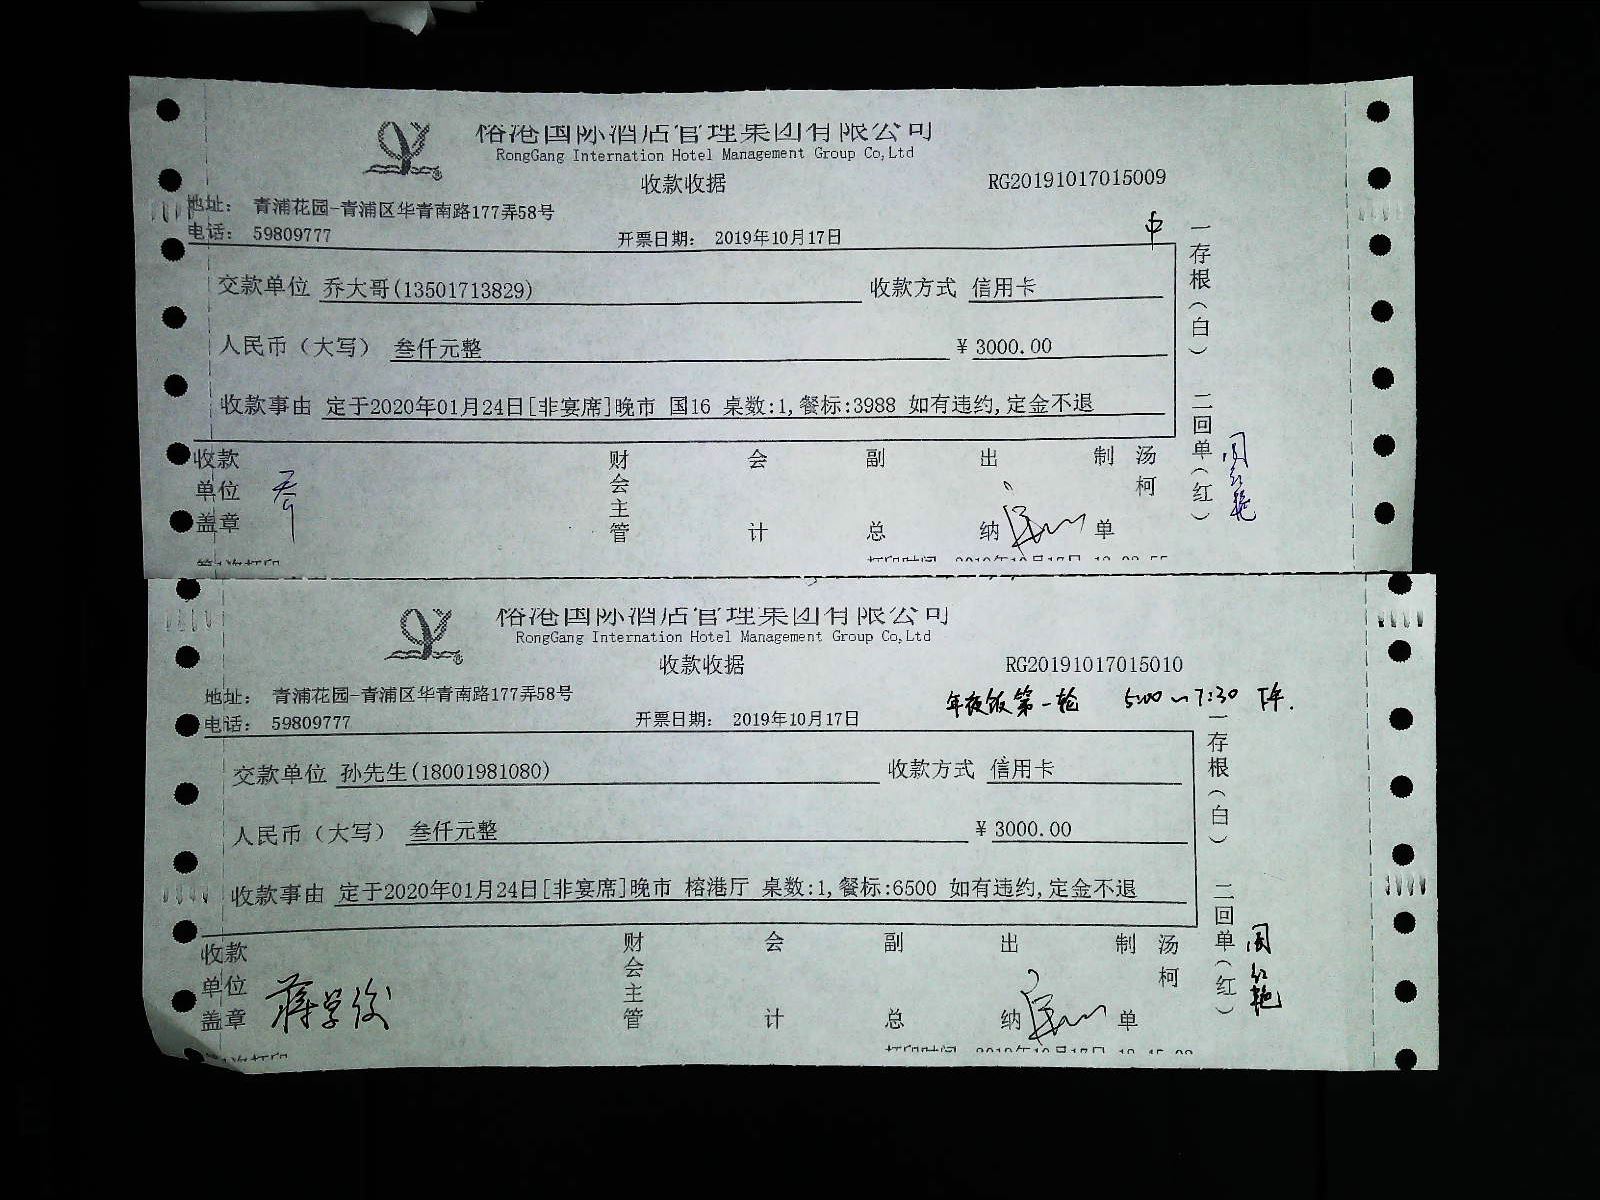 榕港国际酒店管理集团有限公司
RongGang Internation Hotel Management Group Co,Ltd
收款收据 RG20191017015009
地址： 青浦花园-青浦区华青南路177弄58号
电话： 59809777 开票日期： 2019年10月17日
交款单位 乔大哥(13501713829) 收款方式 信用卡
人民币（大写） 叁仟元整 ¥ 3000.00
收款事由 定于2020年01月24日[非宴席]晚市 国16 桌数:1,餐标:3988 如有违约,定金不退
一存根（白） 二回单（红）
收款单位盖章 乔 财会主管 会计 副总 出纳 制单 汤柯
周红艳
榕港国际酒店管理集团有限公司
RongGang Internation Hotel Management Group Co,Ltd
收款收据 RG20191017015010
地址： 青浦花园-青浦区华青南路177弄58号
年夜饭第一轮 5:00~7:30
电话： 59809777 开票日期： 2019年10月17日
交款单位 孙先生(18001981080) 收款方式 信用卡
人民币（大写） 叁仟元整 ¥ 3000.00
收款事由 定于2020年01月24日[非宴席]晚市 榕港厅 桌数:1,餐标:6500 如有违约,定金不退
一存根（白） 二回单（红）
收款单位盖章 财会主管 会计 副总 出纳 制单 汤柯
周红艳